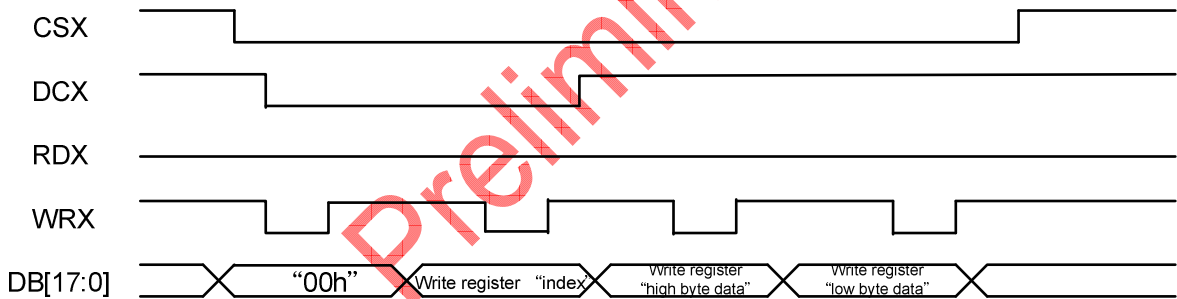 CSX
DCX
RDX
WRX
DB[17:0]
“00h”
Write register “index”
Write register
“high byte data”
Write register
“low byte data”
Prelimi